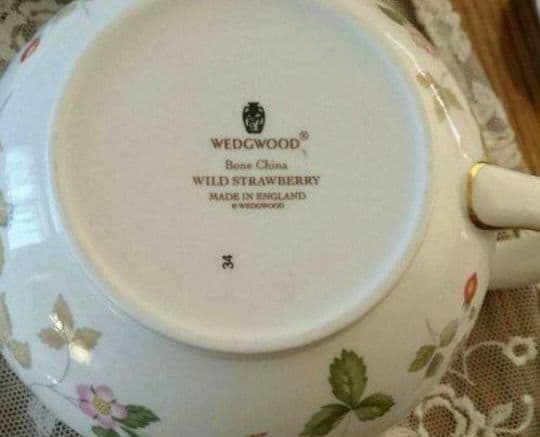 WEDGWOOD®
Bone China
WILD STRAWBERRY
MADE IN ENGLAND
© WEDGWOOD
34